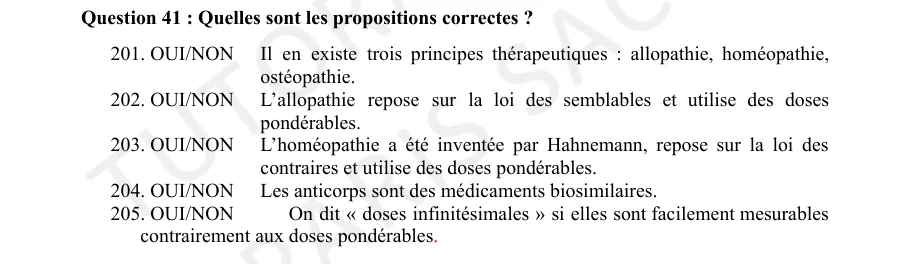 Question 41 : Quelles sont les propositions correctes ?
201. OUI/NON Il en existe trois principes thérapeutiques : allopathie, homéopathie,
ostéopathie.
202. OUI/NON L’allopathie repose sur la loi des semblables et utilise des doses
pondérables.
203. OUI/NON L’homéopathie a été inventée par Hahnemann, repose sur la loi des
contraires et utilise des doses pondérables.
204. OUI/NON Les anticorps sont des médicaments biosimilaires.
205. OUI/NON On dit « doses infinitésimales » si elles sont facilement mesurables
contrairement aux doses pondérables.